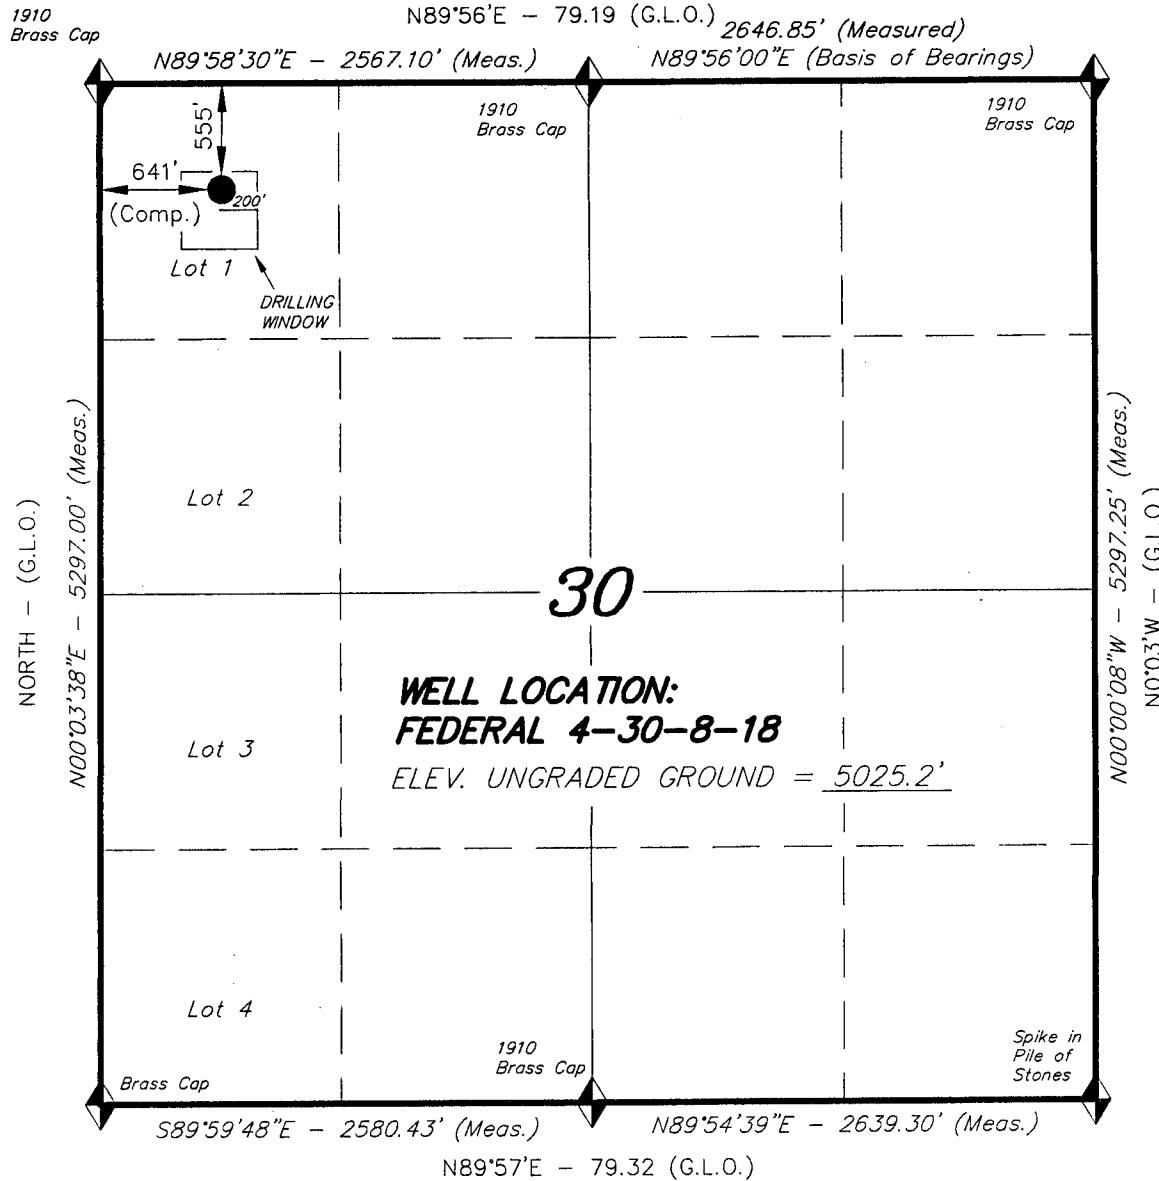 1910
Brass Cap
N89°56'E - 79.19 (G.L.O.)
2646.85' (Measured)
N89°58'30"E - 2567.10' (Meas.)
N89°56'00"E (Basis of Bearings)
1910
Brass Cap
1910
Brass Cap
555'
641'
(Comp.)
200'
Lot 1
DRILLING
WINDOW
Lot 2
NORTH - (G.L.O.)
N00°03'38"E - 5297.00' (Meas.)
30
N00°00'08"W - 5297.25' (Meas.)
N0°03'W - (G.L.O.)
WELL LOCATION:
FEDERAL 4-30-8-18
Lot 3
ELEV. UNGRADED GROUND = 5025.2'
Lot 4
Brass Cap
1910
Brass Cap
Spike in
Pile of
Stones
S89°59'48"E - 2580.43' (Meas.)
N89°54'39"E - 2639.30' (Meas.)
N89°57'E - 79.32 (G.L.O.)